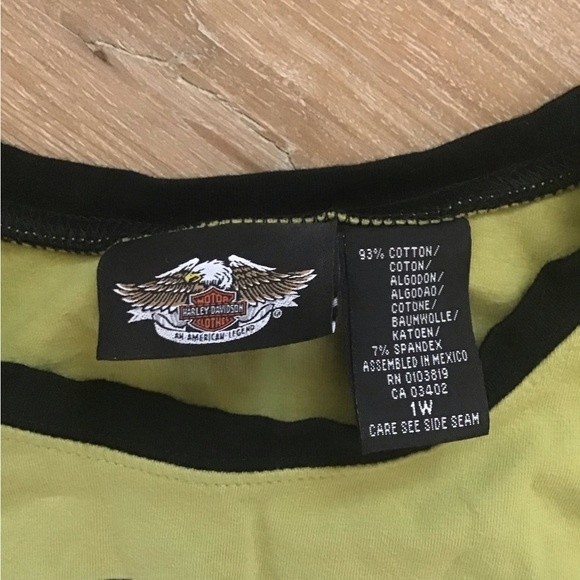 MOTOR
HARLEY-DAVIDSON
CLOTHES
AN AMERICAN LEGEND
®
93% COTTON/
COTON/
ALGODON/
ALGODAO/
COTONE/
BAUMWOLLE/
KATOEN/
7% SPANDEX
ASSEMBLED IN MEXICO
RN 0103819
CA 03402
1W
CARE SEE SIDE SEAM